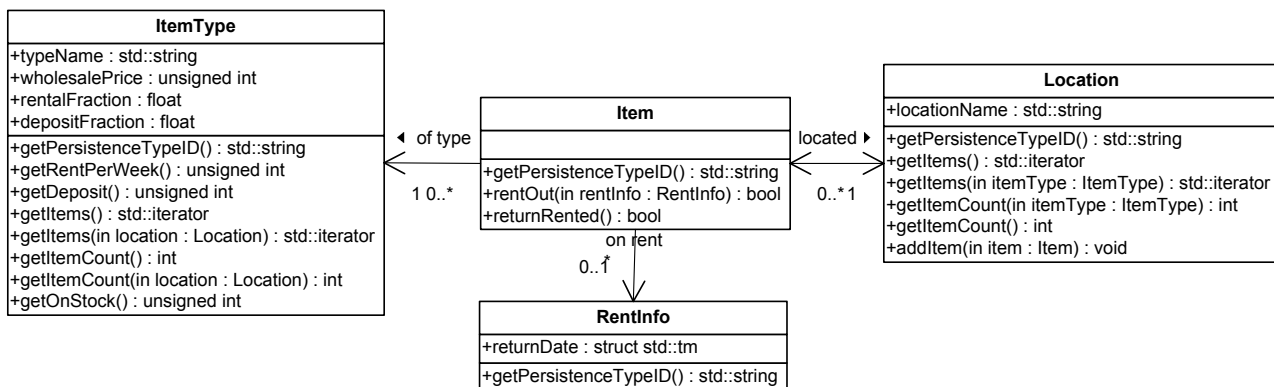 ItemType
+typeName : std::string
+wholesalePrice : unsigned int
+rentalFraction : float
+depositFraction : float
+getPersistenceTypeID() : std::string
+getRentPerWeek() : unsigned int
+getDeposit() : unsigned int
+getItems() : std::iterator
+getItems(in location : Location) : std::iterator
+getItemCount() : int
+getItemCount(in location : Location) : int
+getOnStock() : unsigned int
◄ of type
1 0..*
Item
+getPersistenceTypeID() : std::string
+rentOut(in rentInfo : RentInfo) : bool
+returnRented() : bool
located ►
0..* 1
Location
+locationName : std::string
+getPersistenceTypeID() : std::string
+getItems() : std::iterator
+getItems(in itemType : ItemType) : std::iterator
+getItemCount(in itemType : ItemType) : int
+getItemCount() : int
+addItem(in item : Item) : void
on rent
*
0..1
RentInfo
+returnDate : struct std::tm
+getPersistenceTypeID() : std::string